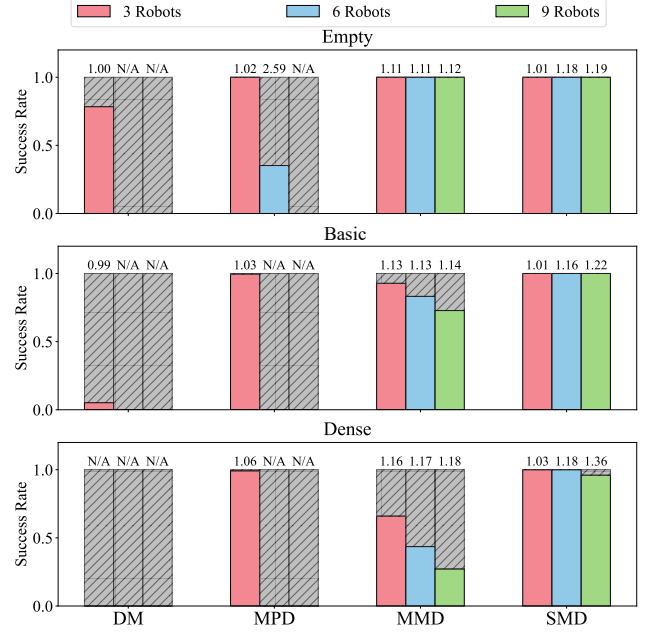 3 Robots 6 Robots 9 Robots
Empty
1.00 N/A N/A 1.02 2.59 N/A 1.11 1.11 1.12 1.01 1.18 1.19
1.0
0.5
0.0
Success Rate
Basic
0.99 N/A N/A 1.03 N/A N/A 1.13 1.13 1.14 1.01 1.16 1.22
1.0
0.5
0.0
Success Rate
Dense
N/A N/A N/A 1.06 N/A N/A 1.16 1.17 1.18 1.03 1.18 1.36
1.0
0.5
0.0
Success Rate
DM MPD MMD SMD